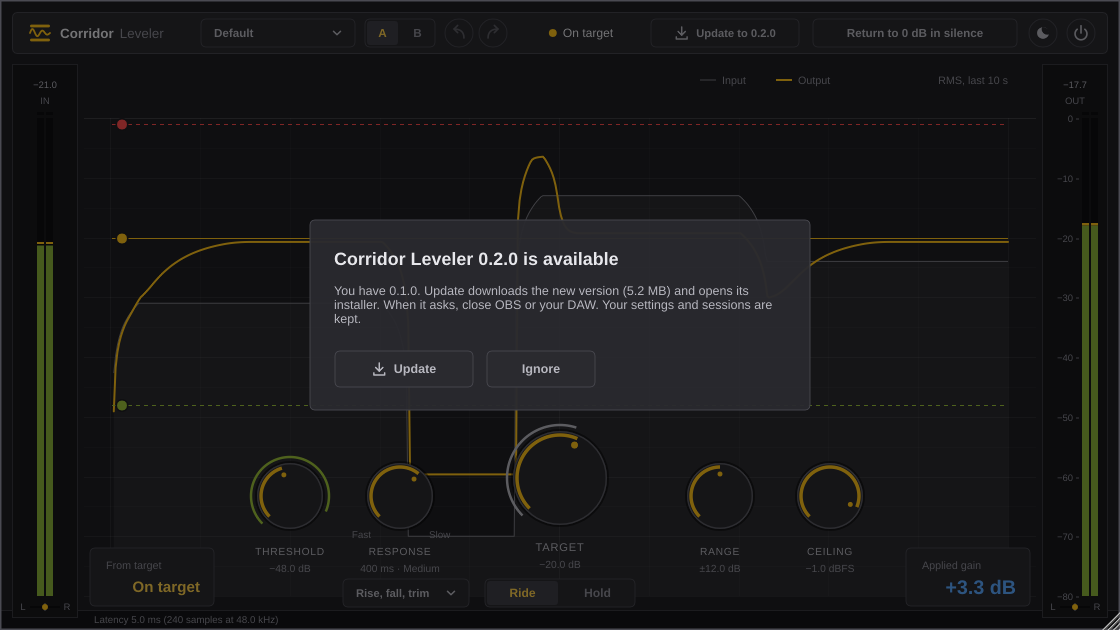 Corridor Leveler
Default
A B
On target
Update to 0.2.0
Return to 0 dB in silence
−21.0
IN
Input
Output
RMS, last 10 s
−17.7
OUT
0
−10
−20
−30
−40
−50
−60
−70
−80
Corridor Leveler 0.2.0 is available
You have 0.1.0. Update downloads the new version (5.2 MB) and opens its
installer. When it asks, close OBS or your DAW. Your settings and sessions are
kept.
Update
Ignore
Fast
Slow
THRESHOLD
−48.0 dB
RESPONSE
400 ms · Medium
TARGET
−20.0 dB
RANGE
±12.0 dB
CEILING
−1.0 dBFS
From target
On target
Rise, fall, trim
Ride
Hold
Applied gain
+3.3 dB
L R
L R
Latency 5.0 ms (240 samples at 48.0 kHz)